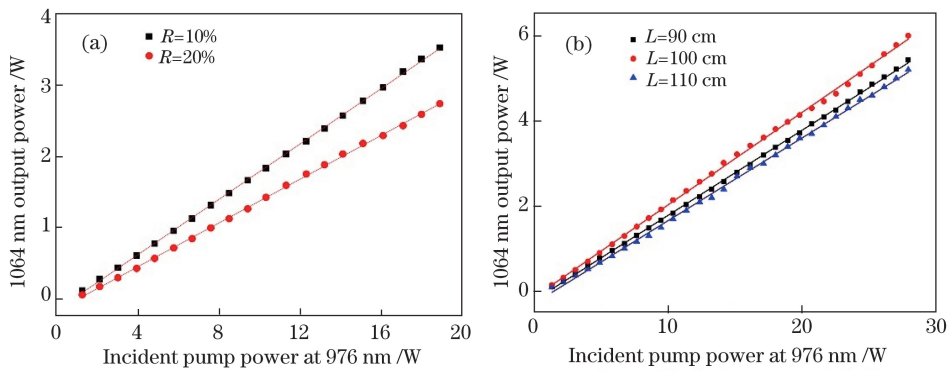 (a)
R=10%
R=20%
4
3
2
1
0
0 4 8 12 16 20
1064 nm output power /W
Incident pump power at 976 nm /W
(b)
L=90 cm
L=100 cm
L=110 cm
6
4
2
0
0 10 20 30
1064 nm output power /W
Incident pump power at 976 nm /W